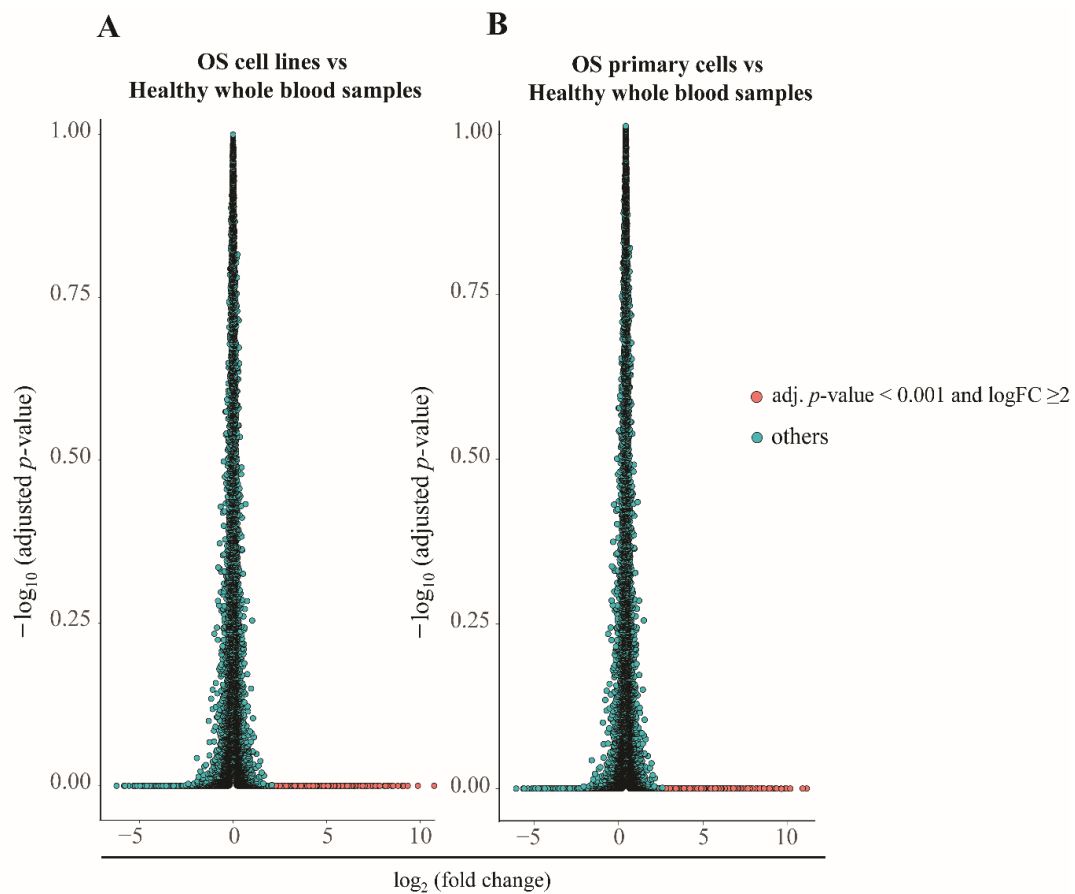 A
B
OS cell lines vs
Healthy whole blood samples
OS primary cells vs
Healthy whole blood samples
1.00
0.75
0.50
0.25
0.00
−log10 (adjusted p-value)
−5
0
5
10
1.00
0.75
0.50
0.25
0.00
−log10 (adjusted p-value)
−5
0
5
10
adj. p-value < 0.001 and logFC ≥2
others
log2 (fold change)